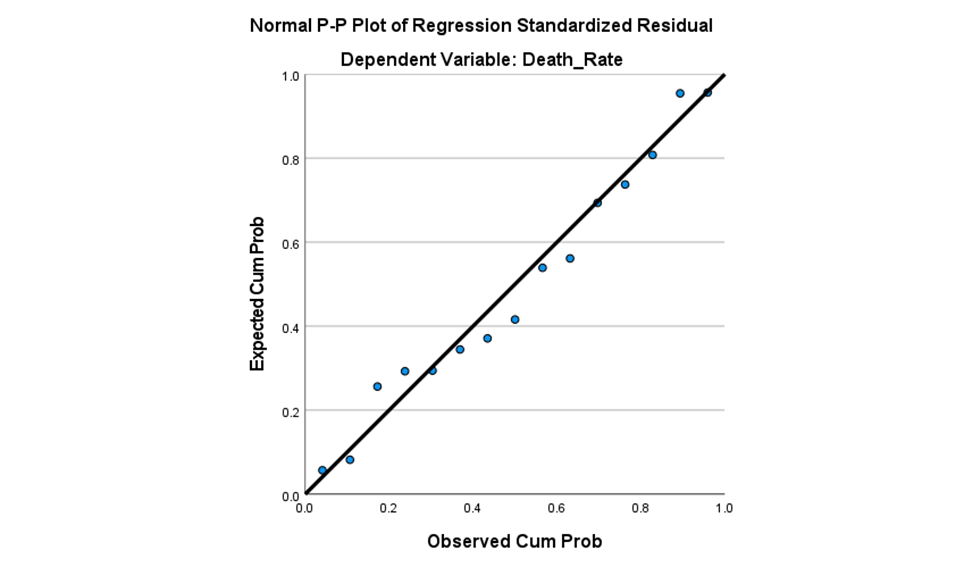 Normal P-P Plot of Regression Standardized Residual
Dependent Variable: Death_Rate
1.0
0.8
0.6
0.4
0.2
0.0
Expected Cum Prob
0.0 0.2 0.4 0.6 0.8 1.0
Observed Cum Prob